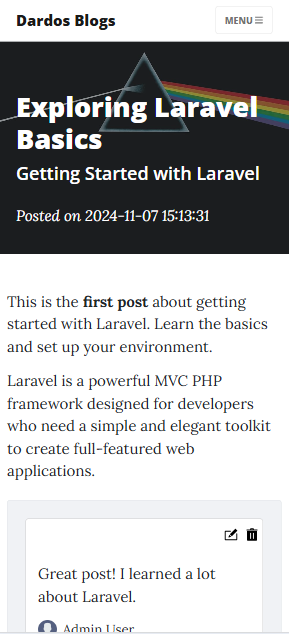 Dardos Blogs
MENU
Exploring Laravel
Basics
Getting Started with Laravel
Posted on 2024-11-07 15:13:31
This is the first post about getting
started with Laravel. Learn the basics
and set up your environment.
Laravel is a powerful MVC PHP
framework designed for developers
who need a simple and elegant toolkit
to create full-featured web
applications.
Great post! I learned a lot
about Laravel.
Admin User